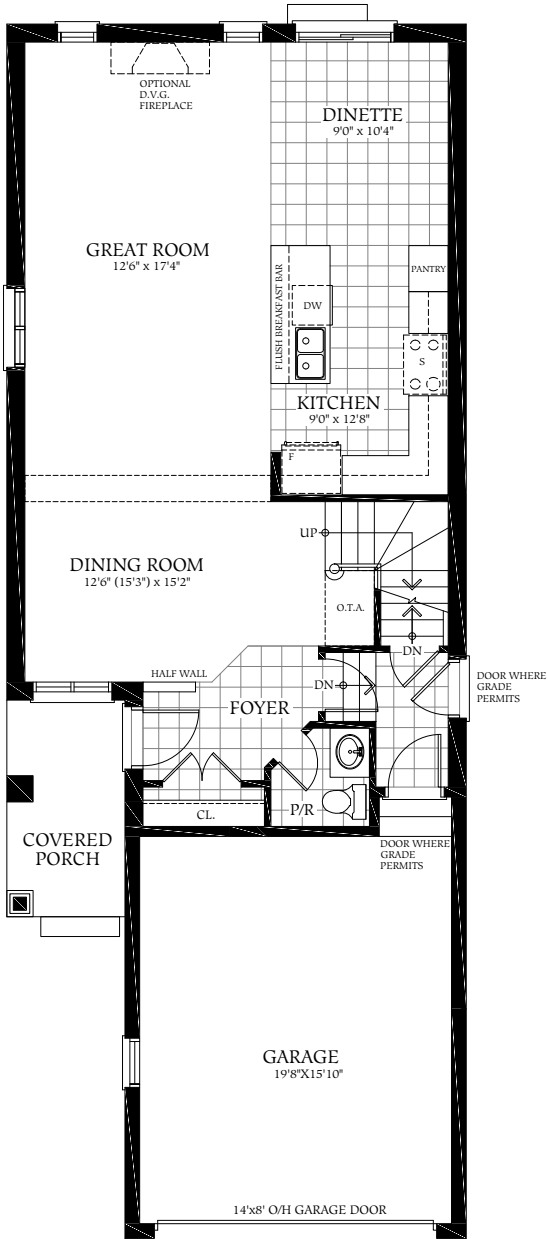 OPTIONAL
D.V.G.
FIREPLACE
DINETTE
9'0" x 10'4"
GREAT ROOM
12'6" x 17'4"
FLUSH BREAKFAST BAR
DW
PANTRY
S
KITCHEN
9'0" x 12'8"
F
UP
DINING ROOM
12'6" (15'3") x 15'2"
O.T.A.
DN
HALF WALL
DN
DOOR WHERE
GRADE
PERMITS
FOYER
CL.
P/R
COVERED
PORCH
DOOR WHERE
GRADE
PERMITS
GARAGE
19'8"X15'10"
14'x8' O/H GARAGE DOOR